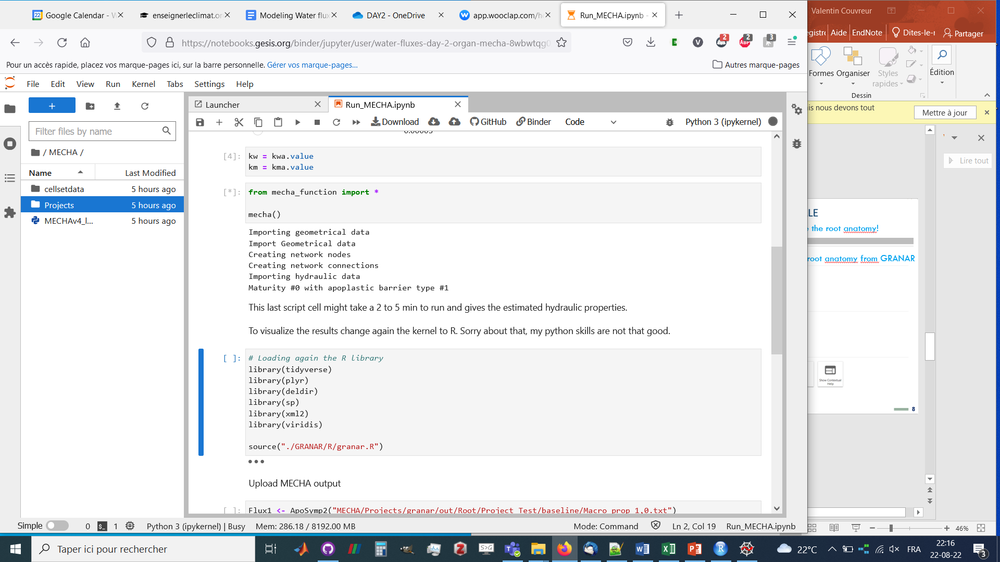 Google Calendar - W
enseignerleclimat.or
Modeling Water flux
DAY2 - OneDrive
app.wooclap.com/h
Run_MECHA.ipynb -
https://notebooks.gesis.org/binder/jupyter/user/water-fluxes-day-2-organ-mecha-8wbwtqg0
2
2
3
Pour un accès rapide, placez vos marque-pages ici, sur la barre personnelle. Gérer vos marque-pages...
Autres marque-pages
File Edit View Run Kernel Tabs Settings Help
Launcher
Run_MECHA.ipynb
Download
GitHub
Binder
Code
Python 3 (ipykernel)
Filter files by name
/ MECHA /
Name Last Modified
cellsetdata 5 hours ago
Projects 5 hours ago
MECHAv4_l... 5 hours ago
0.00003
[4]: kw = kwa.value
km = kma.value
[*]: from mecha_function import *
mecha()
Importing geometrical data
Import Geometrical data
Creating network nodes
Creating network connections
Importing hydraulic data
Maturity #0 with apoplastic barrier type #1
This last script cell might take a 2 to 5 min to run and gives the estimated hydraulic properties.
To visualize the results change again the kernel to R. Sorry about that, my python skills are not that good.
[ ]: # Loading again the R library
library(tidyverse)
library(plyr)
library(deldir)
library(sp)
library(xml2)
library(viridis)
source("./GRANAR/R/granar.R")
Upload MECHA output
[ ]: Flux1 <- ApoSymp2("MECHA/Projects/granar/out/Root/Project_Test/baseline/Macro_prop_1,0.txt")
Simple 0 1 Python 3 (ipykernel) | Busy Mem: 286.18 / 8192.00 MB
Mode: Command Ln 2, Col 19 Run_MECHA.ipynb
Valentin Couvreur
egistre Aide EndNote Dites-le-r Partager
Formes Organiser Styles rapides Édition
Dessin
is nous devons tout
Mettre à jour
Lire tout
LE
e the root anatomy!
root anatomy from GRANAR
Show Contextual Help
8
46%
Taper ici pour rechercher
22°C
FRA
22:16
22-08-22
3